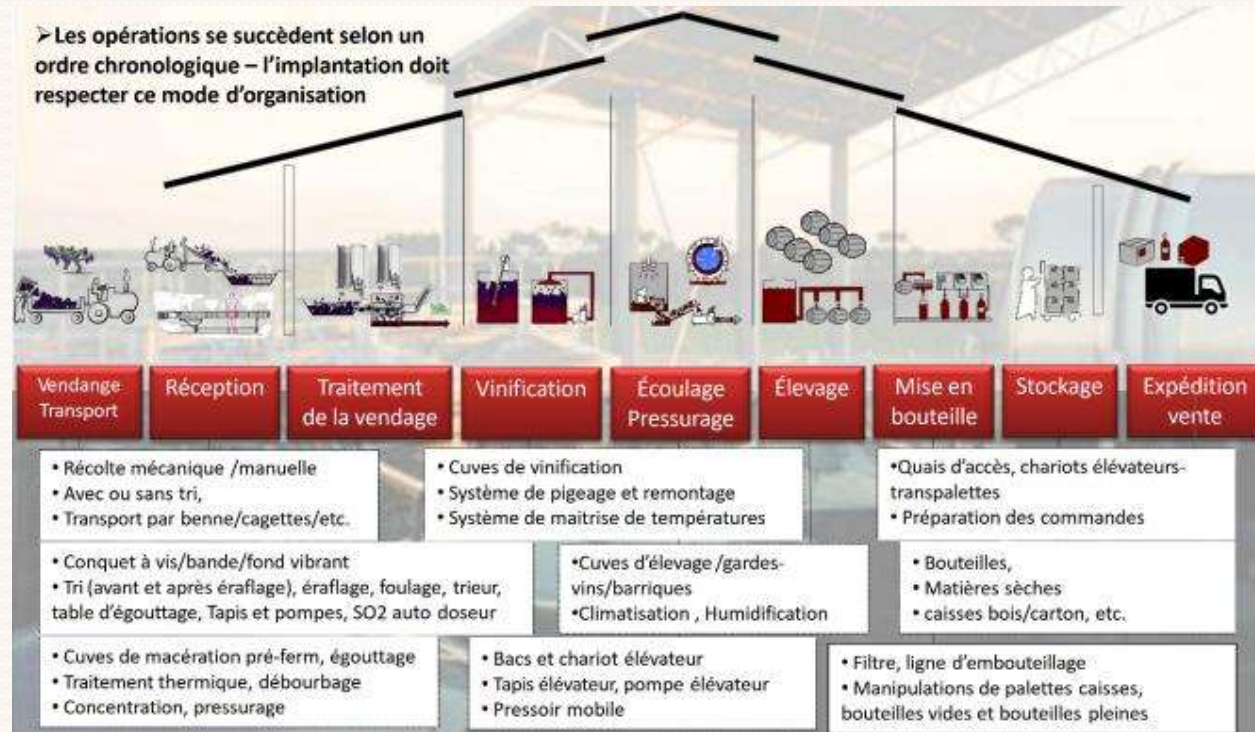 ➢Les opérations se succèdent selon un
ordre chronologique – l'implantation doit
respecter ce mode d'organisation
Vendange
Transport
Réception
Traitement
de la vendage
Vinification
Écoulage
Pressurage
Élevage
Mise en
bouteille
Stockage
Expédition
vente
• Récolte mécanique /manuelle
• Avec ou sans tri,
• Transport par benne/cagettes/etc.
• Cuves de vinification
• Système de pigeage et remontage
• Système de maitrise de températures
•Quais d'accès, chariots élévateurs-
transpalettes
• Préparation des commandes
• Conquet à vis/bande/fond vibrant
• Tri (avant et après éraflage), éraflage, foulage, trieur,
table d'égouttage, Tapis et pompes, SO2 auto doseur
•Cuves d'élevage /gardes-
vins/barriques
•Climatisation , Humidification
• Bouteilles,
• Matières sèches
• caisses bois/carton, etc.
• Cuves de macération pré-ferm, égouttage
• Traitement thermique, débourbage
• Concentration, pressurage
• Bacs et chariot élévateur
• Tapis élévateur, pompe élévateur
• Pressoir mobile
• Filtre, ligne d'embouteillage
• Manipulations de palettes caisses,
bouteilles vides et bouteilles pleines